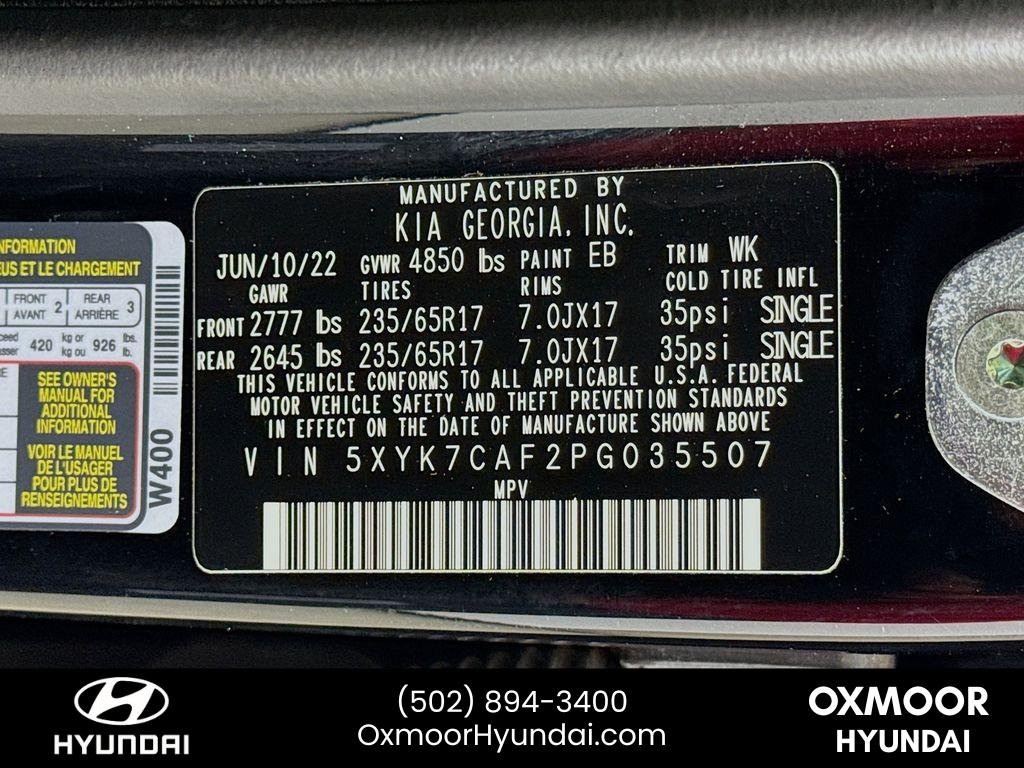 NFORMATION
EUS ET LE CHARGEMENT
FRONT AVANT 2 REAR ARRIÈRE 3
420 kg or kg ou 926 lbs. lb.
SEE OWNER'S
MANUAL FOR
ADDITIONAL
INFORMATION
VOIR LE MANUEL
DE L'USAGER
POUR PLUS DE
RENSEIGNEMENTS
W400
MANUFACTURED BY
KIA GEORGIA, INC.
JUN/10/22 GVWR 4850 lbs PAINT EB TRIM WK
GAWR TIRES RIMS COLD TIRE INFL
FRONT 2777 lbs 235/65R17 7.0JX17 35psi SINGLE
REAR 2645 lbs 235/65R17 7.0JX17 35psi SINGLE
THIS VEHICLE CONFORMS TO ALL APPLICABLE U.S.A. FEDERAL
MOTOR VEHICLE SAFETY AND THEFT PREVENTION STANDARDS
IN EFFECT ON THE DATE OF MANUFACTURE SHOWN ABOVE
VIN 5XYK7CAF2PG035507
MPV
HYUNDAI
(502) 894-3400
OxmoorHyundai.com
OXMOOR
HYUNDAI